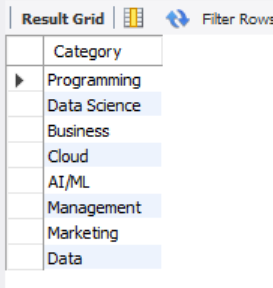 Result Grid Filter Rows
Category
Programming
Data Science
Business
Cloud
AI/ML
Management
Marketing
Data